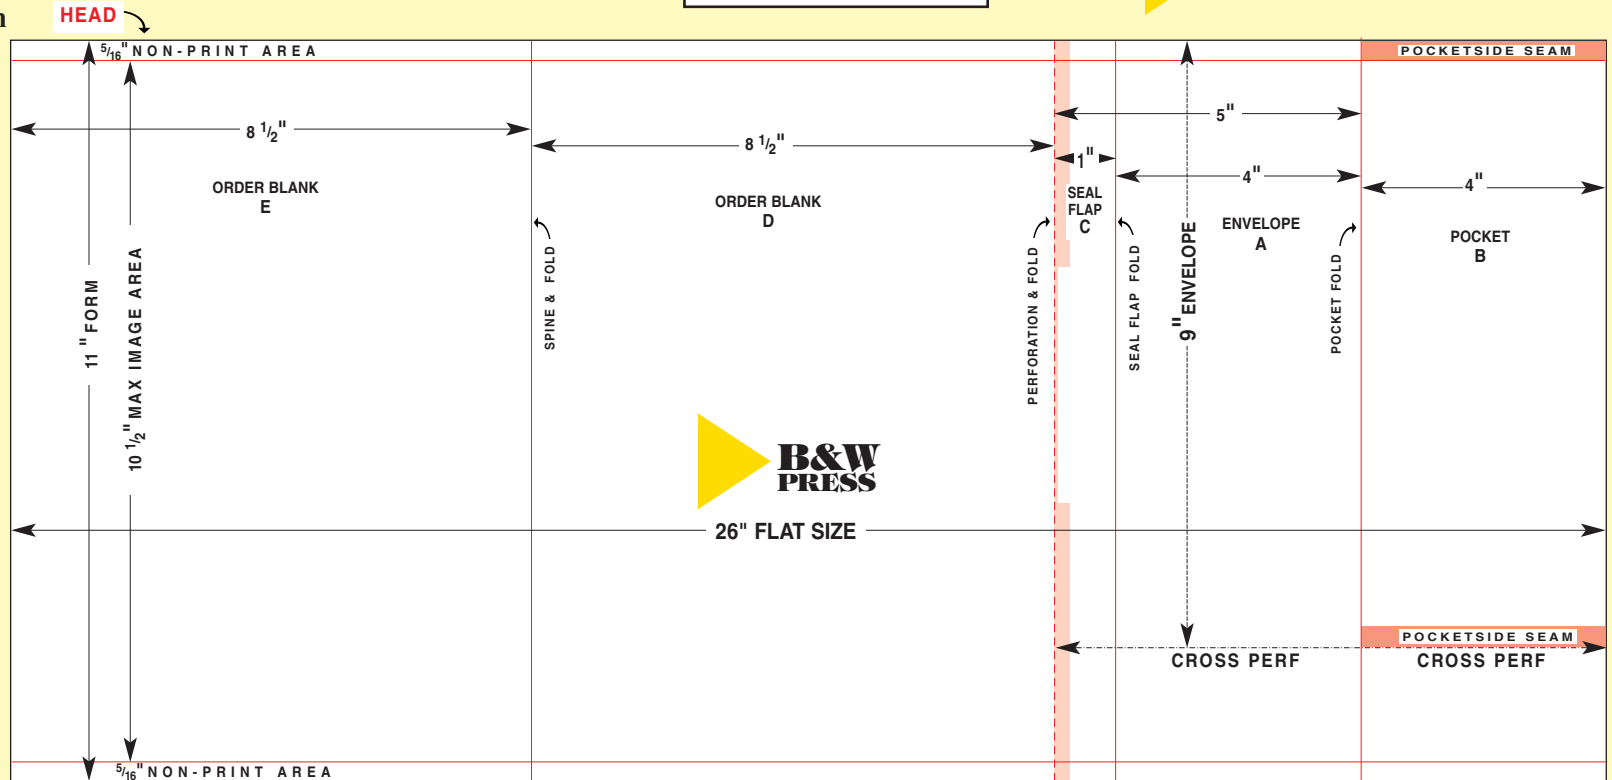 HEAD
5/16" NON-PRINT AREA
POCKETSIDE SEAM
8 1/2"
8 1/2"
5"
1"
4"
4"
ORDER BLANK
E
ORDER BLANK
D
SEAL
FLAP
C
ENVELOPE
A
POCKET
B
11 " FORM
10 1/2" MAX IMAGE AREA
SPINE & FOLD
PERFORATION & FOLD
SEAL FLAP FOLD
9" ENVELOPE
POCKET FOLD
B&W
PRESS
26" FLAT SIZE
POCKETSIDE SEAM
CROSS PERF
CROSS PERF
5/16" NON-PRINT AREA